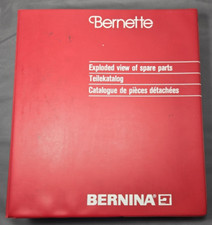 Bernette
Exploded view of spare parts
Teilekatalog
Catalogue de pièces détachées
BERNINA